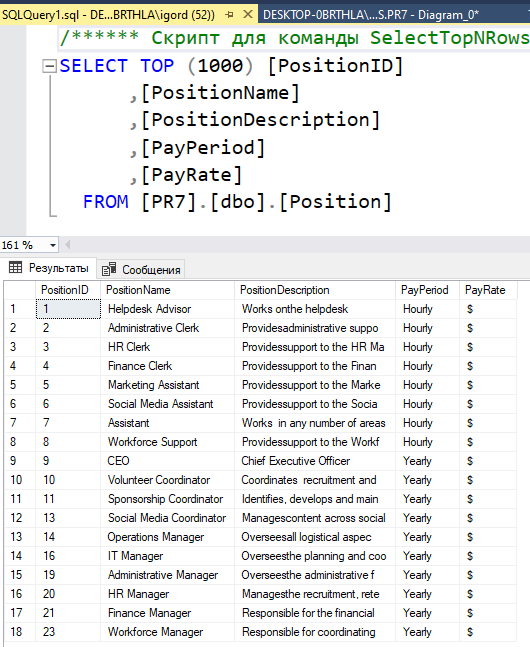 SQLQuery1.sql - DE...BRTHLA\igord (52)) DESKTOP-0BRTHLA\...S.PR7 - Diagram_0*
/****** Скрипт для команды SelectTopNRows
SELECT TOP (1000) [PositionID]
,[PositionName]
,[PositionDescription]
,[PayPeriod]
,[PayRate]
FROM [PR7].[dbo].[Position]
161 %
Результаты Сообщения
PositionID PositionName PositionDescription PayPeriod PayRate
1 1 Helpdesk Advisor Works onthe helpdesk Hourly $
2 2 Administrative Clerk Providesadministrative suppo Hourly $
3 3 HR Clerk Providessupport to the HR Ma Hourly $
4 4 Finance Clerk Providessupport to the Finan Hourly $
5 5 Marketing Assistant Providessupport to the Marke Hourly $
6 6 Social Media Assistant Providessupport to the Socia Hourly $
7 7 Assistant Works in any number of areas Hourly $
8 8 Workforce Support Providessupport to the Workf Hourly $
9 9 CEO Chief Executive Officer Yearly $
10 10 Volunteer Coordinator Coordinates recruitment and Yearly $
11 11 Sponsorship Coordinator Identifies, develops and main Yearly $
12 13 Social Media Coordinator Managescontent across social Yearly $
13 14 Operations Manager Overseesall logistical aspec Yearly $
14 16 IT Manager Overseesthe planning and coo Yearly $
15 19 Administrative Manager Overseesthe administrative f Yearly $
16 20 HR Manager Managesthe recruitment, rete Yearly $
17 21 Finance Manager Responsible for the financial Yearly $
18 23 Workforce Manager Responsible for coordinating Yearly $